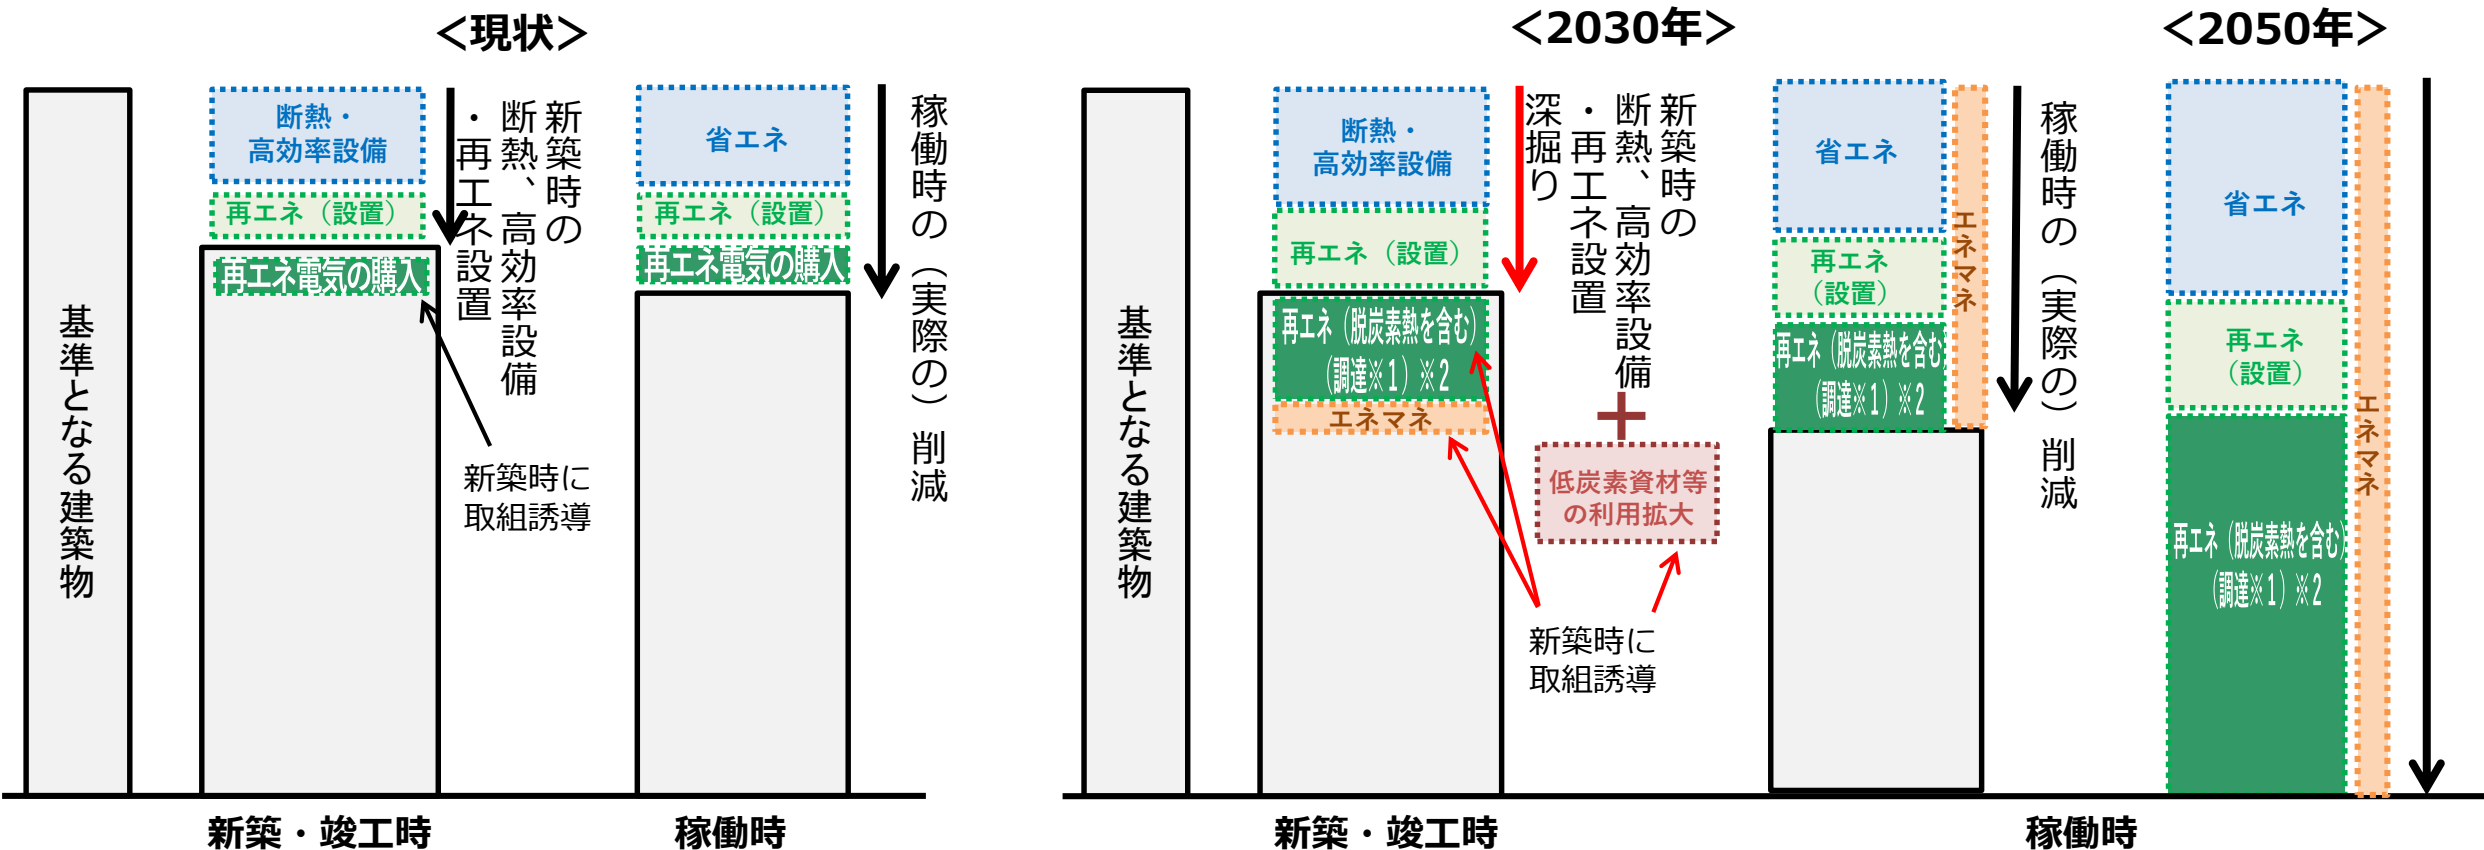 ＜現状＞
基準となる建築物
断熱・
高効率設備
再エネ（設置）
再エネ電気の購入
新築時の
断熱、高効率設備
・再エネ設置
新築時に
取組誘導
省エネ
再エネ（設置）
再エネ電気の購入
稼働時の（実際の）削減
新築・竣工時
稼働時
＜2030年＞
基準となる建築物
断熱・
高効率設備
再エネ（設置）
再エネ（脱炭素熱を含む）
（調達※1）※2
エネマネ
新築時の
断熱、高効率設備
・再エネ設置
深掘り
＋
低炭素資材等
の利用拡大
新築時に
取組誘導
省エネ
再エネ
（設置）
再エネ（脱炭素熱を含む）
（調達※1）※2
エネマネ
稼働時の（実際の）削減
＜2050年＞
省エネ
再エネ
（設置）
再エネ（脱炭素熱を含む）
（調達※1）※2
エネマネ
新築・竣工時
稼働時